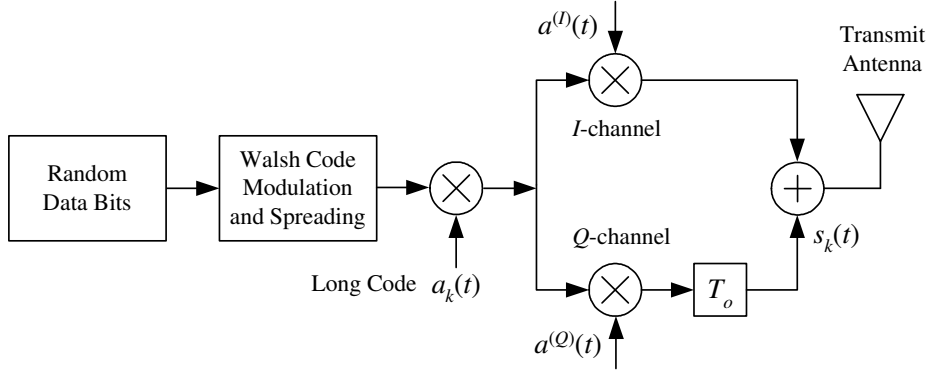 a^{(I)}(t)
Transmit
Antenna
I-channel
Random
Data Bits
Walsh Code
Modulation
and Spreading
Q-channel
s_k(t)
Long Code a_k(t)
T_o
a^{(Q)}(t)